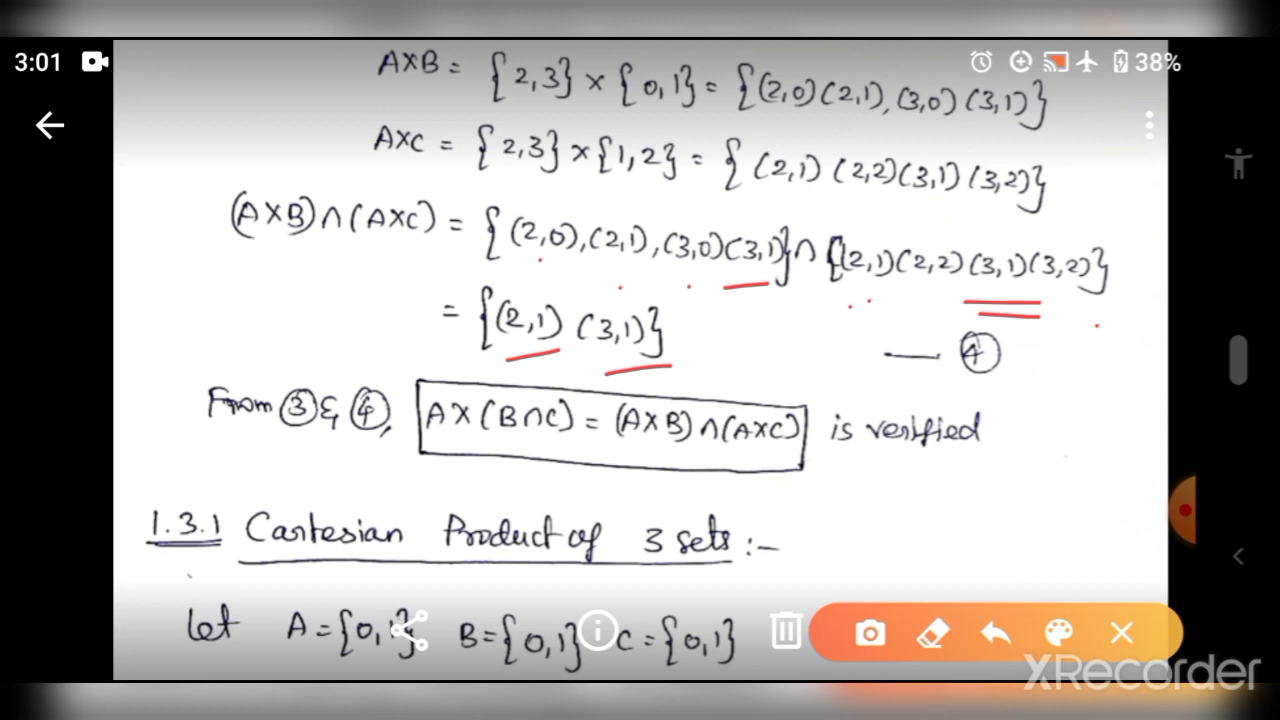 3:01
38%
A×B = {2,3} × {0,1} = {(2,0)(2,1),(3,0)(3,1)}
A×C = {2,3} × {1,2} = {(2,1)(2,2)(3,1)(3,2)}
(A×B)∩(A×C) = {(2,0),(2,1),(3,0)(3,1)}∩{(2,1)(2,2)(3,1)(3,2)}
= {(2,1) (3,1)}
— ④
From ③ & ④, A×(B∩C) = (A×B)∩(A×C) is verified
1.3.1 Cartesian Product of 3 sets :-
Let A={0,1} B={0,1} C={0,1}
XRecorder